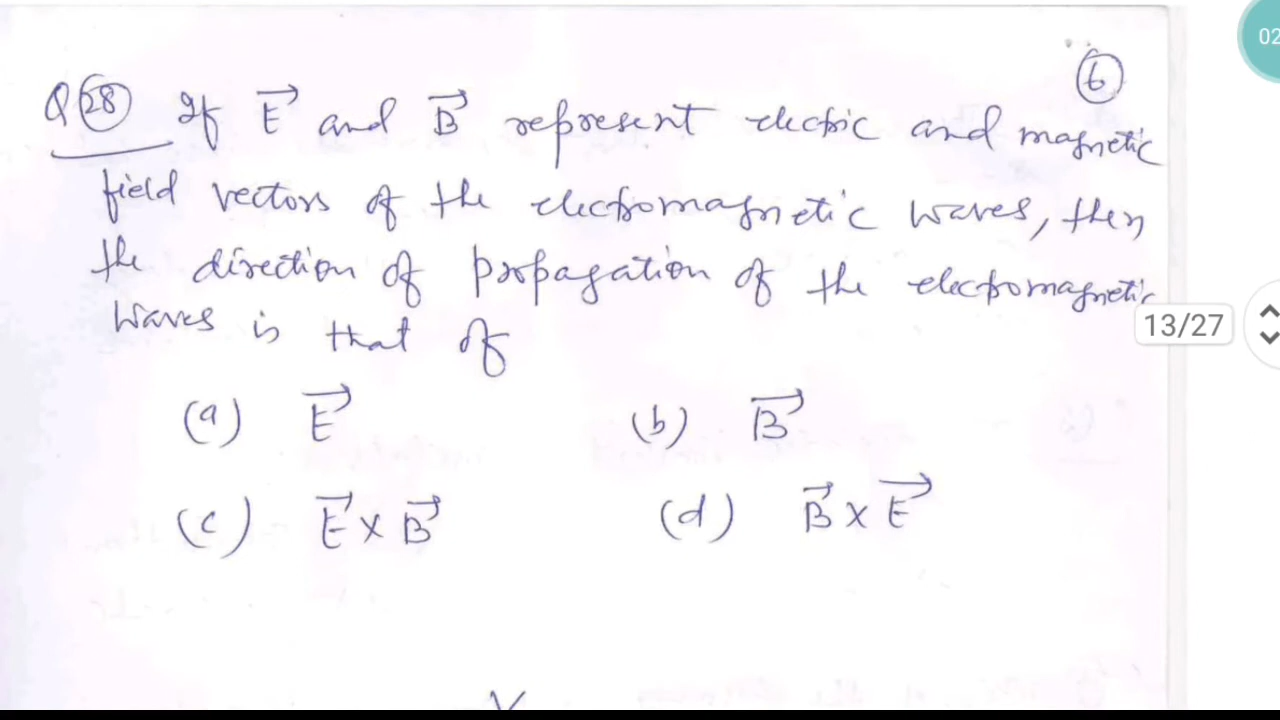 02
6
Q 28 If E and B represent electric and magnetic
field vectors of the electromagnetic waves, then
the direction of propagation of the electromagnetic
waves is that of
13/27
(a) E (b) B
(c) E x B (d) B x E